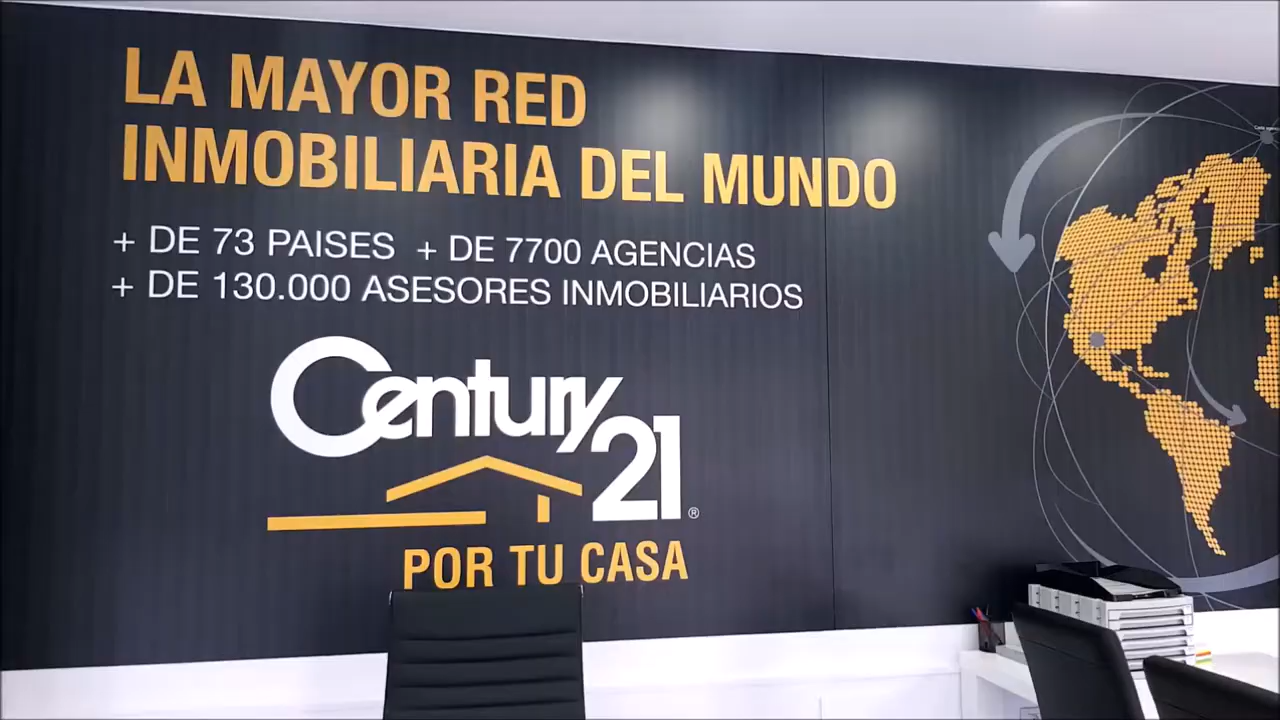 LA MAYOR RED
INMOBILIARIA DEL MUNDO
+ DE 73 PAISES + DE 7700 AGENCIAS
+ DE 130.000 ASESORES INMOBILIARIOS
Century
21®
POR TU CASA